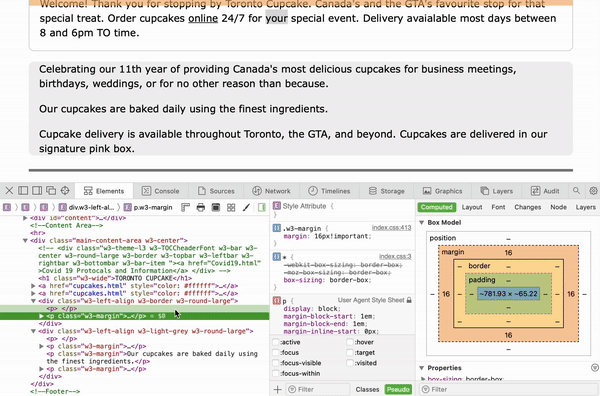 Welcome! Thank you for stopping by Toronto Cupcake. Canada's and the GTA's favourite stop for that
special treat. Order cupcakes online 24/7 for your special event. Delivery avaialable most days between
8 and 6pm TO time.
Celebrating our 11th year of providing Canada's most delicious cupcakes for business meetings,
birthdays, weddings, or for no other reason than because.
Our cupcakes are baked daily using the finest ingredients.
Cupcake delivery is available throughout Toronto, the GTA, and beyond. Cupcakes are delivered in our
signature pink box.
Elements Console Sources Network Timelines Storage Graphics Layers Audit
div.w3-left-al... p.w3-margin
<div id="content">…</div>
<!--Content Area-->
<hr>
<div class="main-content-area w3-center">
<!-- <div class="w3-theme-l3 w3-TOCCheaderFont w3-bar w3-
center w3-round-large w3-border w3-topbar w3-leftbar w3-
rightbar w3-bottombar w3-bar-item "><a href="Covid19.html"
>Covid 19 Protocals and Information</a> </div> -->
<h1 class="w3-wide">TORONTO CUPCAKE</h1>
<a href="cupcakes.html" style="color: #ffffff">…</a>
<a href="cupcakes.html" style="color: #ffffff">…</a>
<div class="w3-left-align w3-border w3-round-large">
<p> </p>
<p class="w3-margin">…</p> = $0
</div>
<div class="w3-left-align w3-light-grey w3-round-large">
<p> </p>
<p class="w3-margin">…</p>
<p class="w3-margin">Our cupcakes are baked daily using
the finest ingredients.</p>
<p class="w3-margin">…</p>
</div>
</div>
<!--Footer-->
Style Attribute {
}
.w3-margin index.css:413
{
margin: 16px!important;
}
* index.css:3
{
-webkit-box-sizing: border-box;
-moz-box-sizing: border-box;
box-sizing: border-box;
}
p User Agent Style Sheet
{
display: block;
margin-block-start: 1em;
margin-block-end: 1em;
margin-inline-start: 0px;
:active :hover
:focus :target
:focus-visible :visited
:focus-within
Filter Classes Pseudo
Computed Layout Font Changes Node Layers
Box Model
position –
margin 16
border –
padding –
– 16 – – −781.93 × −65.22 – – 16 –
–
–
16
–
Properties
box-sizing: border-box
Filter